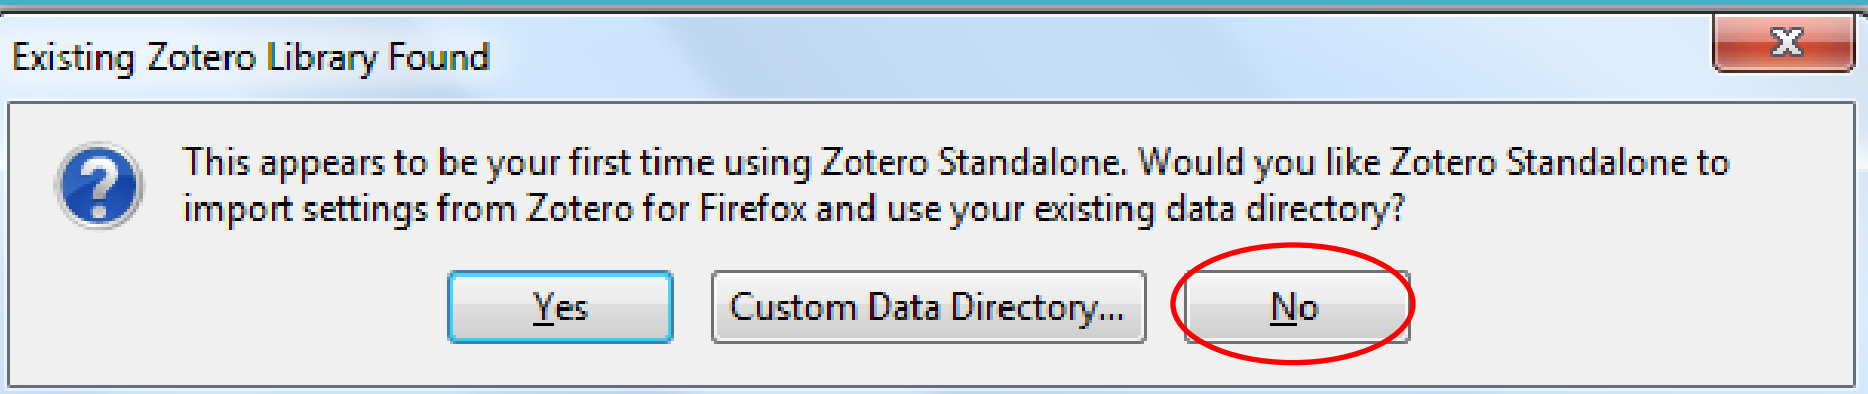 Existing Zotero Library Found
This appears to be your first time using Zotero Standalone. Would you like Zotero Standalone to
import settings from Zotero for Firefox and use your existing data directory?
Yes Custom Data Directory... No